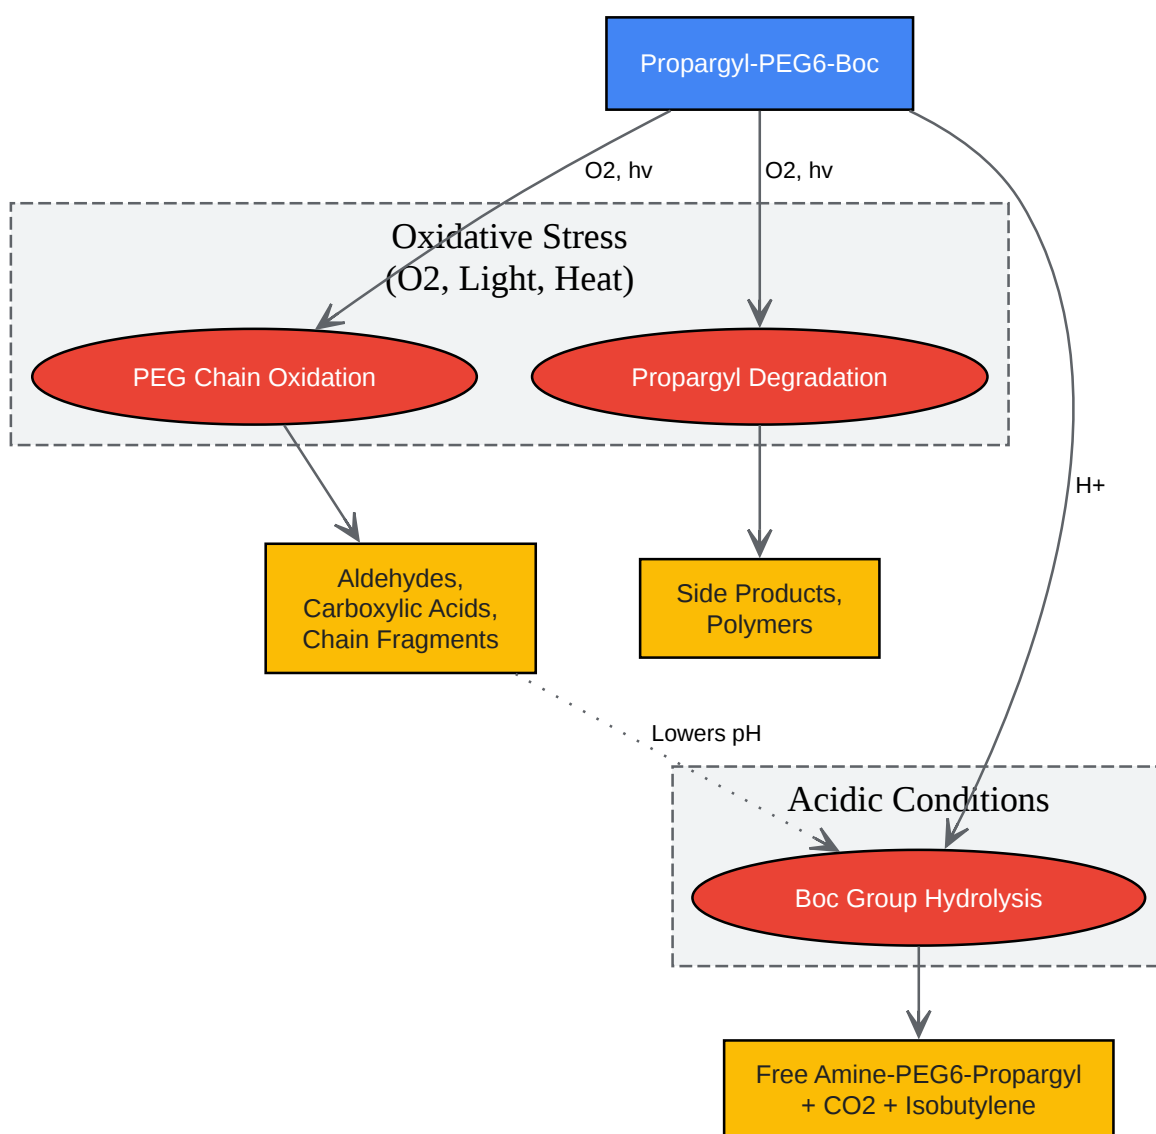 Propargyl-PEG6-Boc
O2, hv
O2, hv
Oxidative Stress
(O2, Light, Heat)
PEG Chain Oxidation
Propargyl Degradation
H+
Aldehydes,
Carboxylic Acids,
Chain Fragments
Side Products,
Polymers
Lowers pH
Acidic Conditions
Boc Group Hydrolysis
Free Amine-PEG6-Propargyl
+ CO2 + Isobutylene